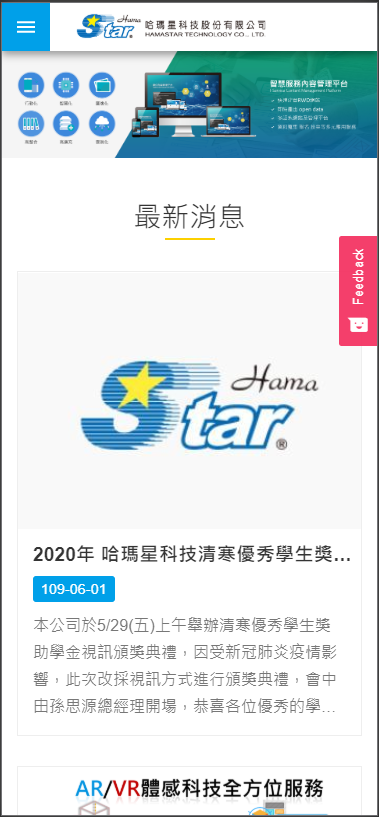 Hama
Star
哈瑪星科技股份有限公司
HAMASTAR TECHNOLOGY CO., LTD.
智慧服務內容管理平台
最新消息
Feedback
Hama
Star®
2020年 哈瑪星科技清寒優秀學生獎...
109-06-01
本公司於5/29(五)上午舉辦清寒優秀學生獎
助學金視訊頒獎典禮，因受新冠肺炎疫情影
響，此次改採視訊方式進行頒獎典禮，會中
由孫思源總經理開場，恭喜各位優秀的學...
AR/VR體感科技全方位服務